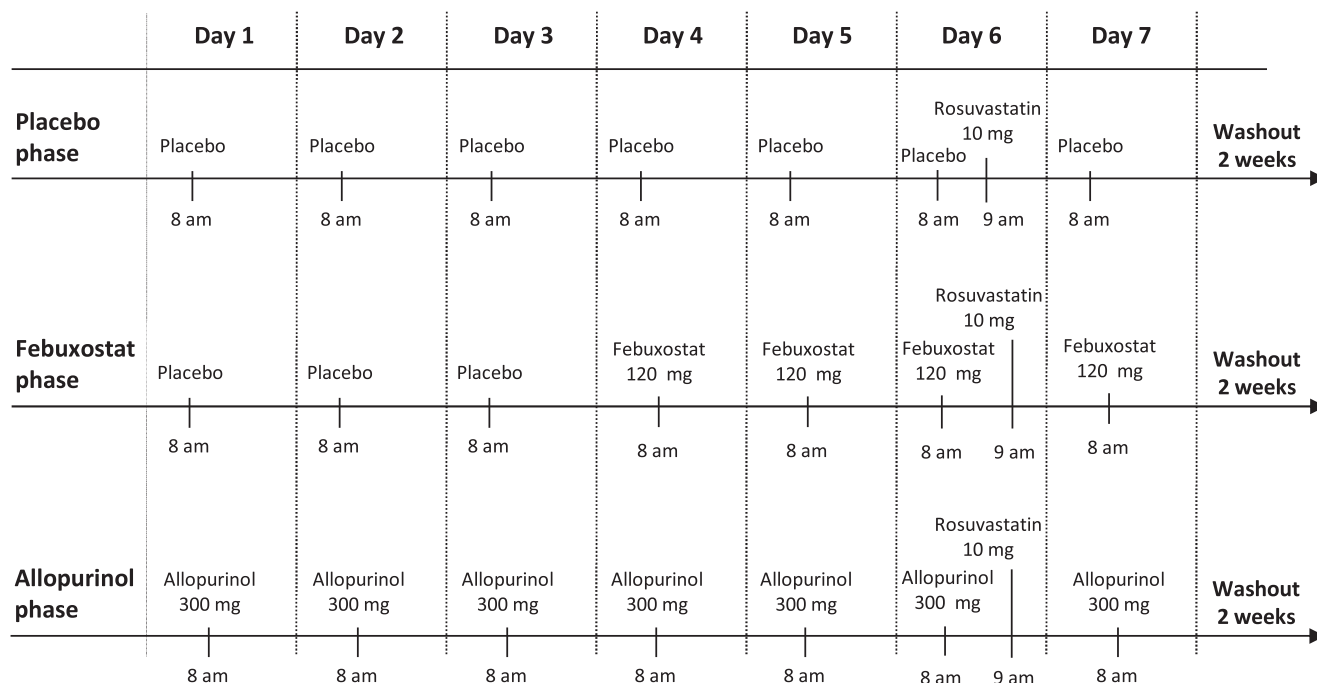 Day 1 Day 2 Day 3 Day 4 Day 5 Day 6 Day 7
Placebo
phase
Placebo Placebo Placebo Placebo Placebo Placebo Rosuvastatin
10 mg
Placebo
Washout
2 weeks
8 am 8 am 8 am 8 am 8 am 8 am 9 am 8 am
Febuxostat
phase
Placebo Placebo Placebo
Febuxostat
120 mg
Febuxostat
120 mg
Febuxostat
120 mg
Rosuvastatin
10 mg
Febuxostat
120 mg
Washout
2 weeks
8 am 8 am 8 am 8 am 8 am 8 am 9 am 8 am
Allopurinol
phase
Allopurinol
300 mg
Allopurinol
300 mg
Allopurinol
300 mg
Allopurinol
300 mg
Allopurinol
300 mg
Allopurinol
300 mg
Rosuvastatin
10 mg
Allopurinol
300 mg
Washout
2 weeks
8 am 8 am 8 am 8 am 8 am 8 am 9 am 8 am